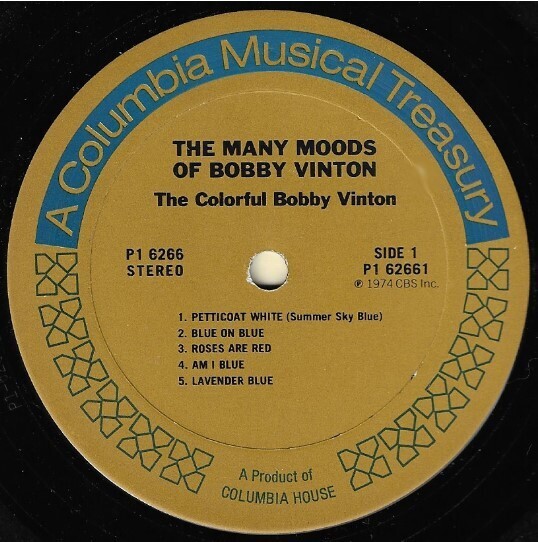 A Columbia Musical Treasury
THE MANY MOODS
OF BOBBY VINTON
The Colorful Bobby Vinton
P1 6266
STEREO
SIDE 1
P1 62661
℗ 1974 CBS Inc.
1. PETTICOAT WHITE (Summer Sky Blue)
2. BLUE ON BLUE
3. ROSES ARE RED
4. AM I BLUE
5. LAVENDER BLUE
A Product of
COLUMBIA HOUSE